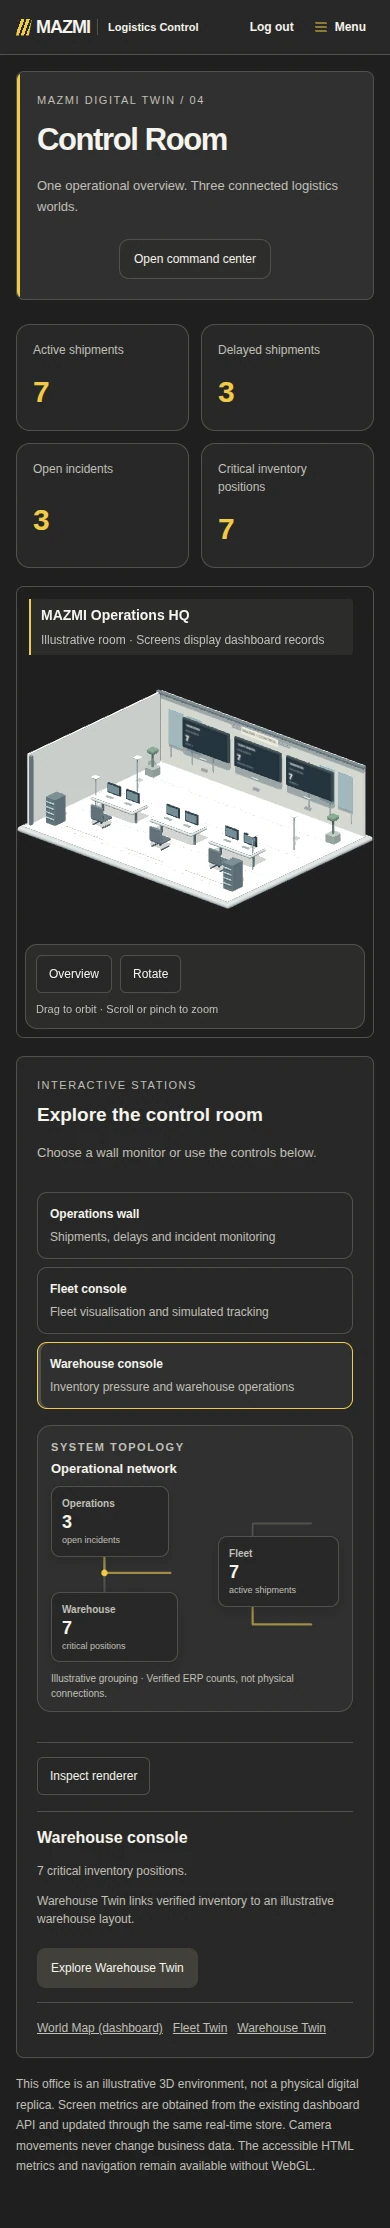 MAZMI
Logistics Control
Log out
Menu
MAZMI DIGITAL TWIN / 04
Control Room
One operational overview. Three connected logistics
worlds.
Open command center
Active shipments
7
Delayed shipments
3
Open incidents
3
Critical inventory
positions
7
MAZMI Operations HQ
Illustrative room · Screens display dashboard records
Overview
Rotate
Drag to orbit · Scroll or pinch to zoom
INTERACTIVE STATIONS
Explore the control room
Choose a wall monitor or use the controls below.
Operations wall
Shipments, delays and incident monitoring
Fleet console
Fleet visualisation and simulated tracking
Warehouse console
Inventory pressure and warehouse operations
SYSTEM TOPOLOGY
Operational network
Operations
3
open incidents
Fleet
7
active shipments
Warehouse
7
critical positions
Illustrative grouping · Verified ERP counts, not physical
connections.
Inspect renderer
Warehouse console
7 critical inventory positions.
Warehouse Twin links verified inventory to an illustrative
warehouse layout.
Explore Warehouse Twin
World Map (dashboard) Fleet Twin Warehouse Twin
This office is an illustrative 3D environment, not a physical digital
replica. Screen metrics are obtained from the existing dashboard
API and updated through the same real-time store. Camera
movements never change business data. The accessible HTML
metrics and navigation remain available without WebGL.